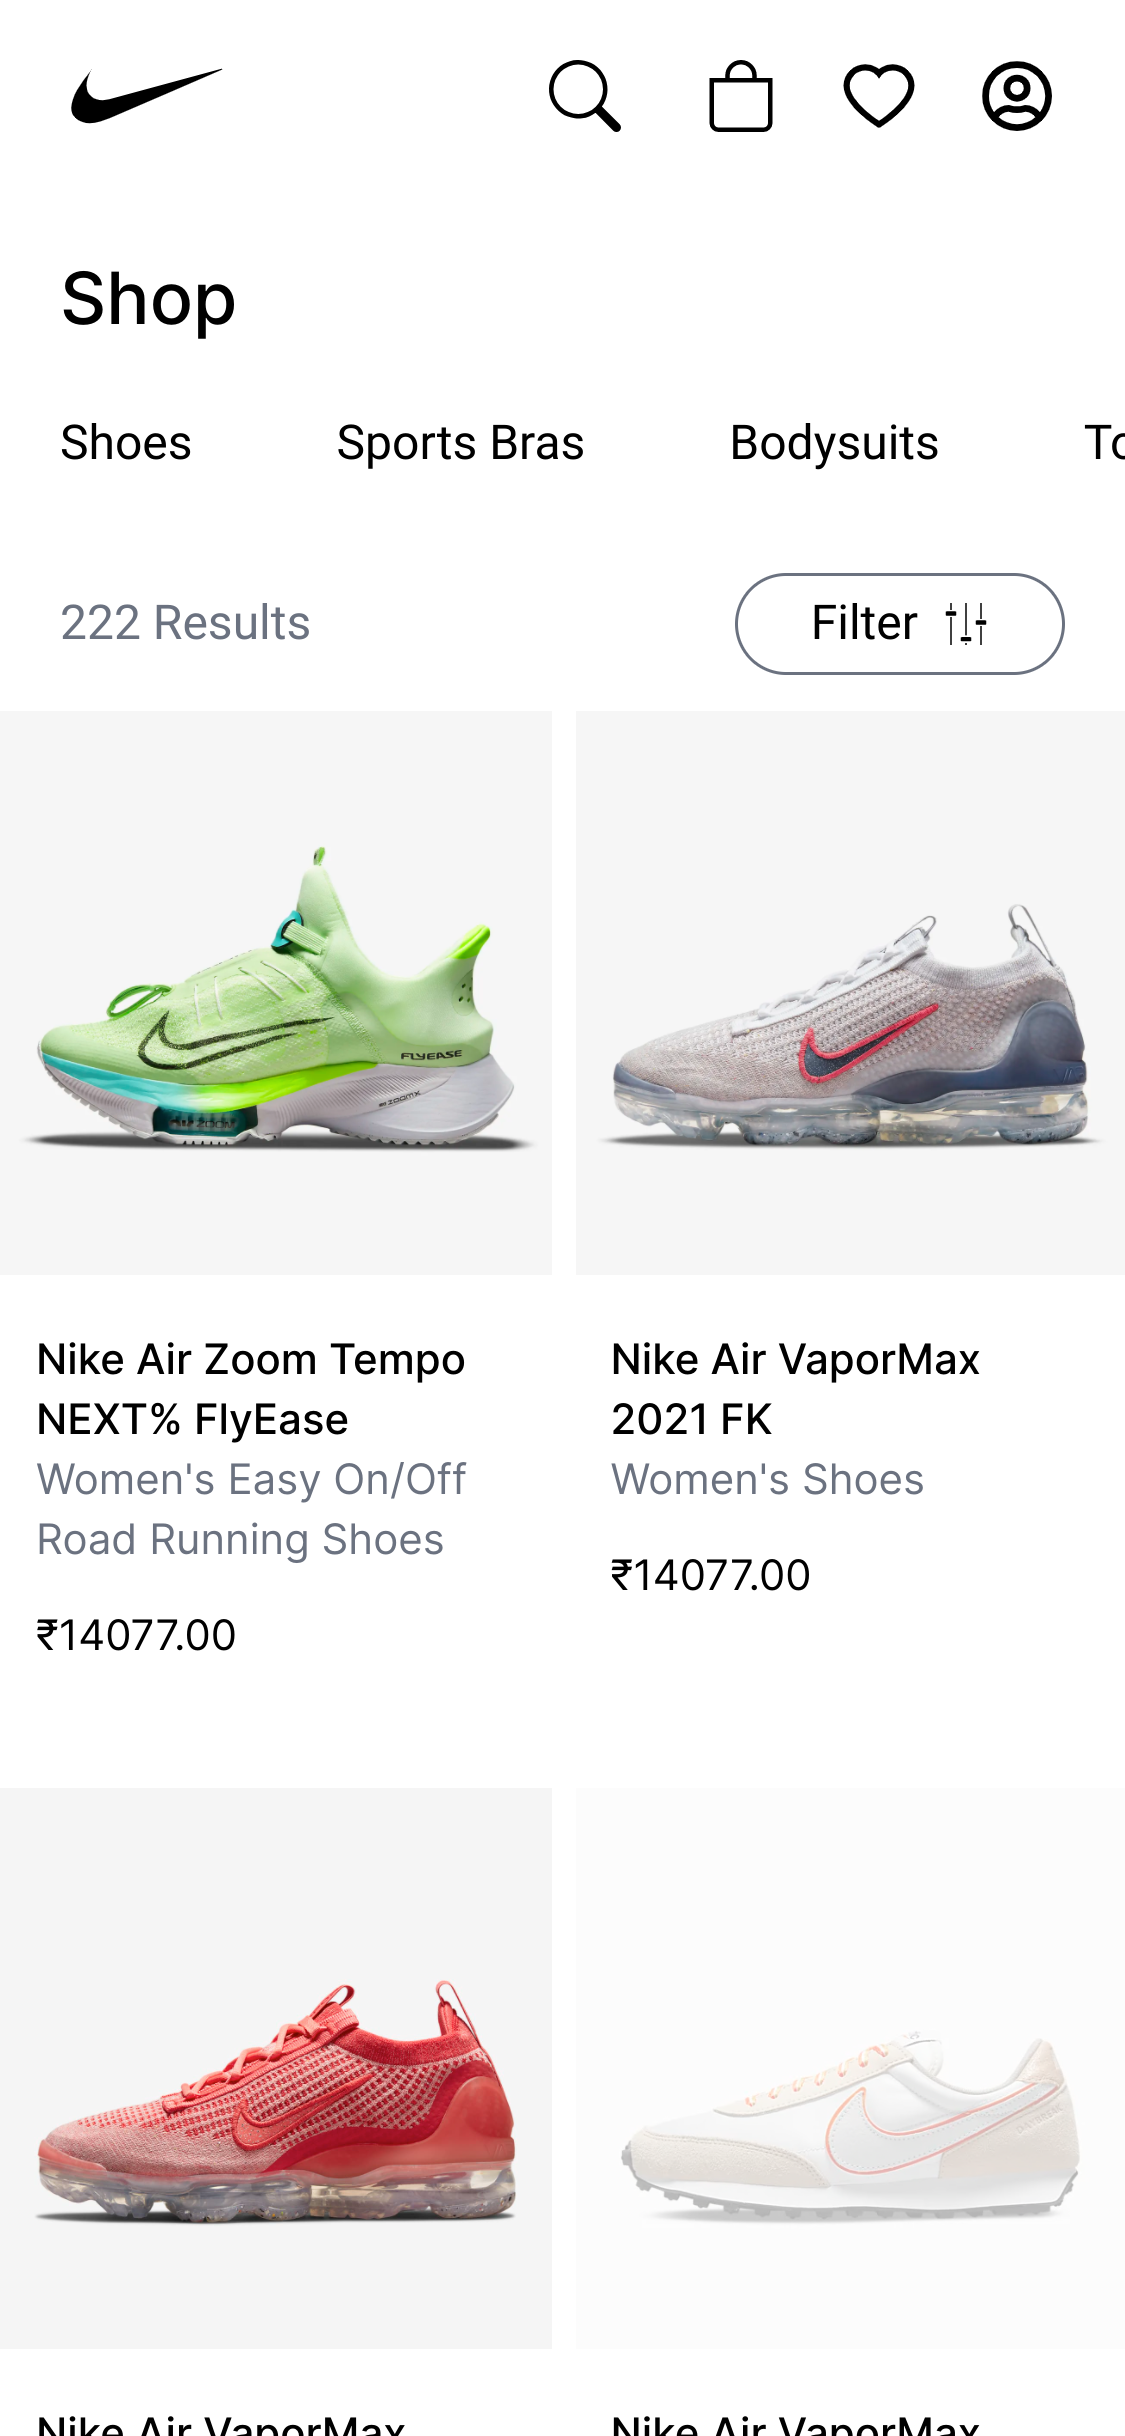 Shop
Shoes
Sports Bras
Bodysuits
222 Results
Filter
FLYEASE
ZOOMX
ZOOM
Nike Air Zoom Tempo
NEXT% FlyEase
Women's Easy On/Off
Road Running Shoes
₹14077.00
Nike Air VaporMax
2021 FK
Women's Shoes
₹14077.00
Nike Air VaporMax
Nike Air VaporMax